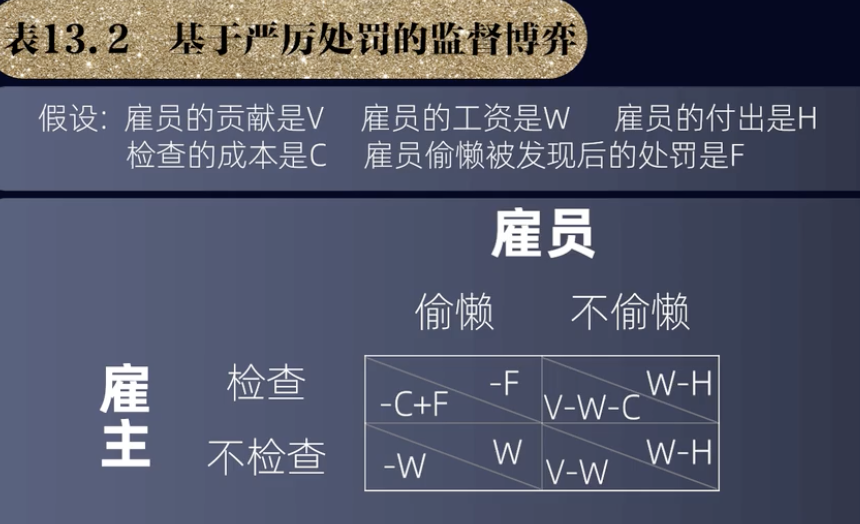 表13.2 基于严厉处罚的监督博弈
假设：雇员的贡献是V 雇员的工资是W 雇员的付出是H
检查的成本是C 雇员偷懒被发现后的处罚是F
雇员
偷懒 不偷懒
雇主
检查 -C+F -F V-W-C W-H
不检查 -W W V-W W-H